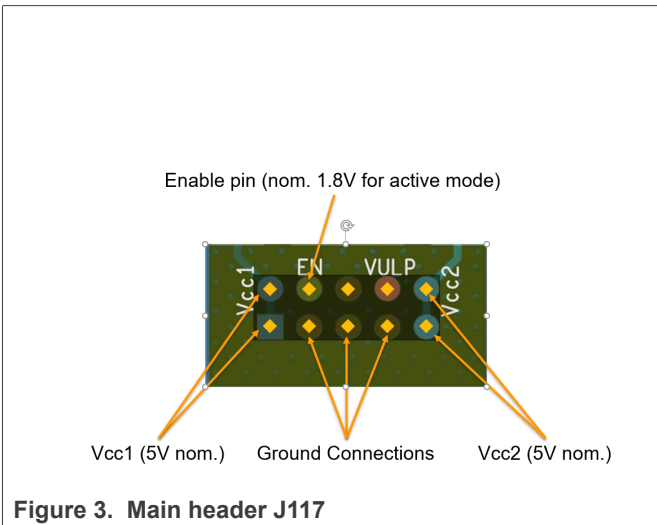 Enable pin (nom. 1.8V for active mode)
EN VULP
Vcc1
Vcc2
Vcc1 (5V nom.) Ground Connections Vcc2 (5V nom.)
Figure 3. Main header J117